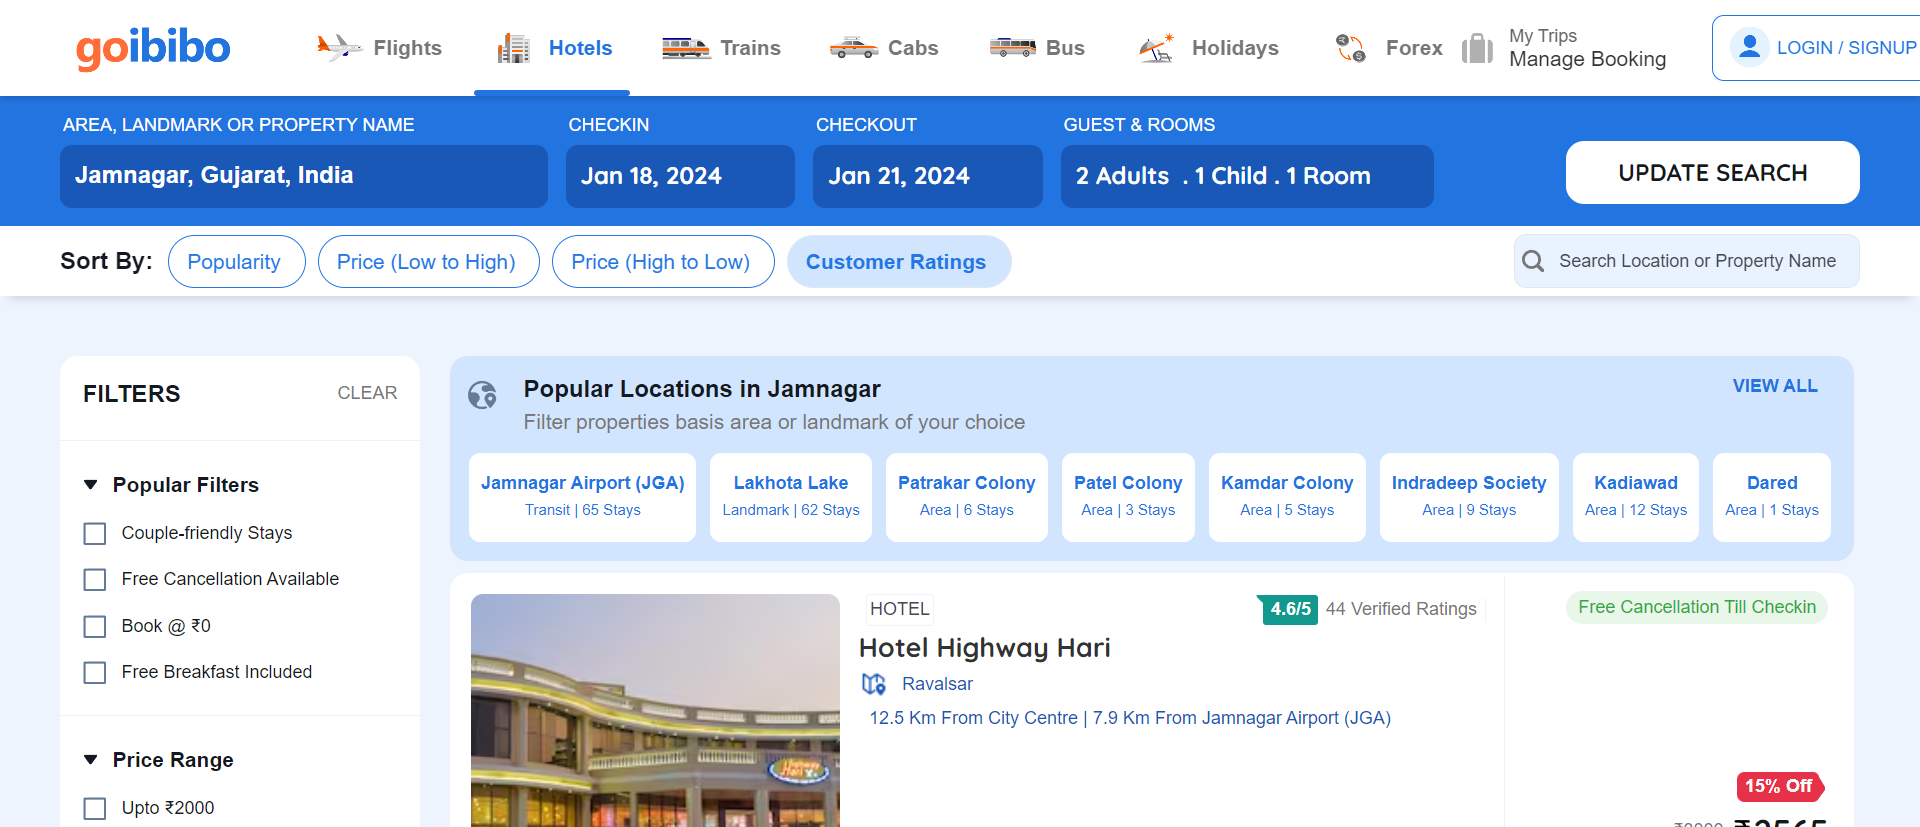 goibibo
Flights
Hotels
Trains
Cabs
Bus
Holidays
Forex
My Trips
Manage Booking
LOGIN / SIGNUP
AREA, LANDMARK OR PROPERTY NAME
CHECKIN
CHECKOUT
GUEST & ROOMS
Jamnagar, Gujarat, India
Jan 18, 2024
Jan 21, 2024
2 Adults . 1 Child . 1 Room
UPDATE SEARCH
Sort By:
Popularity
Price (Low to High)
Price (High to Low)
Customer Ratings
Search Location or Property Name
FILTERS
CLEAR
Popular Filters
Couple-friendly Stays
Free Cancellation Available
Book @ ₹0
Free Breakfast Included
Price Range
Upto ₹2000
Popular Locations in Jamnagar
VIEW ALL
Filter properties basis area or landmark of your choice
Jamnagar Airport (JGA)
Transit | 65 Stays
Lakhota Lake
Landmark | 62 Stays
Patrakar Colony
Area | 6 Stays
Patel Colony
Area | 3 Stays
Kamdar Colony
Area | 5 Stays
Indradeep Society
Area | 9 Stays
Kadiawad
Area | 12 Stays
Dared
Area | 1 Stays
HOTEL
4.6/5
44 Verified Ratings
Hotel Highway Hari
Ravalsar
12.5 Km From City Centre | 7.9 Km From Jamnagar Airport (JGA)
Free Cancellation Till Checkin
15% Off